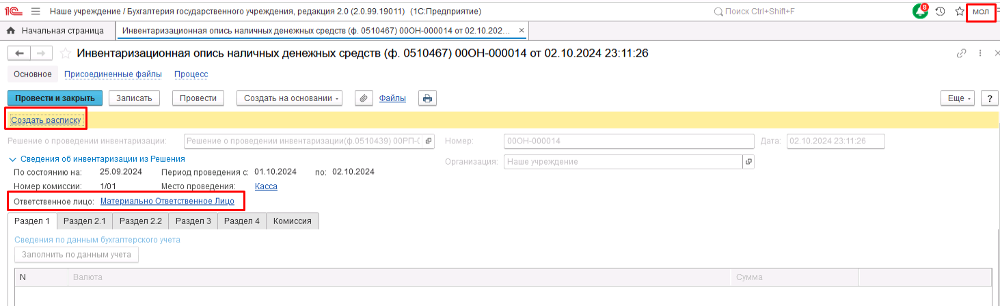 1С Наше учреждение / Бухгалтерия государственного учреждения, редакция 2.0 (2.0.99.19011) (1С:Предприятие) Поиск Ctrl+Shift+F 8 мол
Начальная страница Инвентаризационная опись наличных денежных средств (ф. 0510467) 00ОН-000014 от 02.10.202... ×
Инвентаризационная опись наличных денежных средств (ф. 0510467) 00ОН-000014 от 02.10.2024 23:11:26
Основное Присоединенные файлы Процесс
Провести и закрыть Записать Провести Создать на основании Файлы Еще ?
Создать расписку
Решение о проведении инвентаризации: Решение о проведении инвентаризации(ф.0510439) 00РП-( Номер: 00ОН-000014 Дата: 02.10.2024 23:11:26
Сведения об инвентаризации из Решения Организация: Наше учреждение
По состоянию на: 25.09.2024 Период проведения с: 01.10.2024 по: 02.10.2024
Номер комиссии: 1/01 Место проведения: Касса
Ответственное лицо: Материально Ответственное Лицо
Раздел 1 Раздел 2.1 Раздел 2.2 Раздел 3 Раздел 4 Комиссия
Сведения по данным бухгалтерского учета
Заполнить по данным учета
N Валюта Сумма